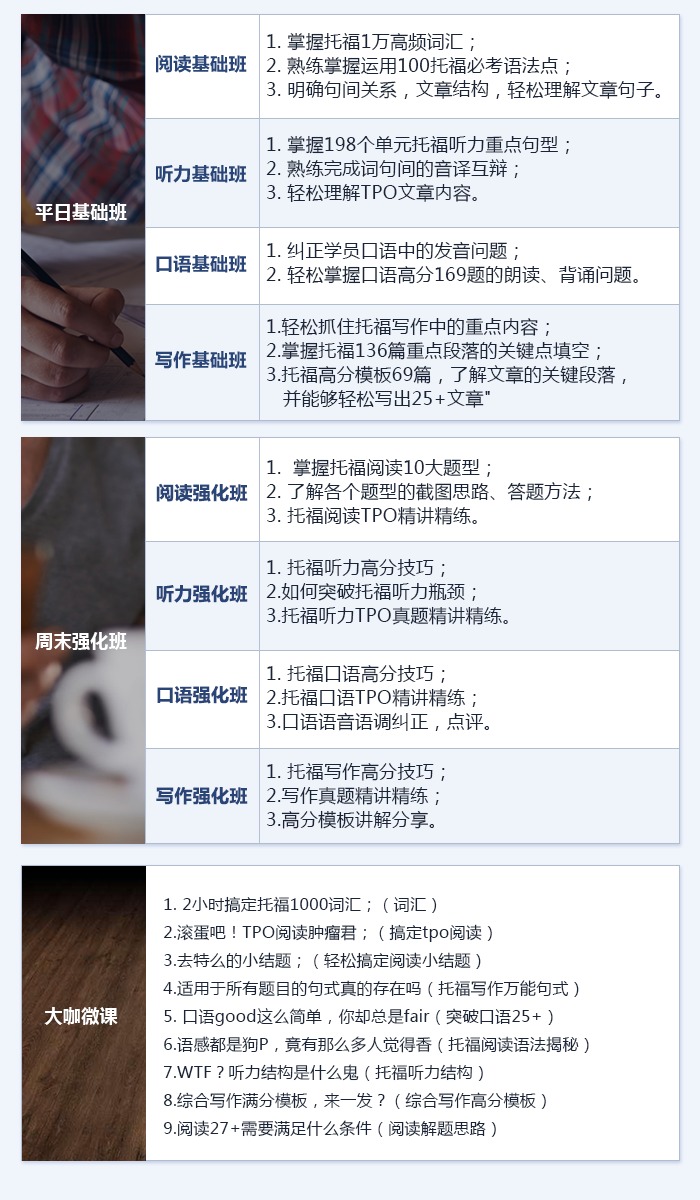 平日基础班
阅读基础班
1. 掌握托福1万高频词汇；
2. 熟练掌握运用100托福必考语法点；
3. 明确句间关系，文章结构，轻松理解文章句子。
听力基础班
1. 掌握198个单元托福听力重点句型；
2. 熟练完成词句间的音译互辩；
3. 轻松理解TPO文章内容。
口语基础班
1. 纠正学员口语中的发音问题；
2. 轻松掌握口语高分169题的朗读、背诵问题。
写作基础班
1.轻松抓住托福写作中的重点内容；
2.掌握托福136篇重点段落的关键点填空；
3.托福高分模板69篇，了解文章的关键段落，
并能够轻松写出25+文章"
周末强化班
阅读强化班
1. 掌握托福阅读10大题型；
2. 了解各个题型的截图思路、答题方法；
3. 托福阅读TPO精讲精练。
听力强化班
1. 托福听力高分技巧；
2.如何突破托福听力瓶颈；
3.托福听力TPO真题精讲精练。
口语强化班
1. 托福口语高分技巧；
2.托福口语TPO精讲精练；
3.口语语音语调纠正，点评。
写作强化班
1. 托福写作高分技巧；
2.写作真题精讲精练；
3.高分模板讲解分享。
大咖微课
1. 2小时搞定托福1000词汇；（词汇）
2.滚蛋吧！TPO阅读肿瘤君；（搞定tpo阅读）
3.去特么的小结题；（轻松搞定阅读小结题）
4.适用于所有题目的句式真的存在吗（托福写作万能句式）
5. 口语good这么简单，你却总是fair（突破口语25+）
6.语感都是狗P，竟有那么多人觉得香（托福阅读语法揭秘）
7.WTF？听力结构是什么鬼（托福听力结构）
8.综合写作满分模板，来一发？（综合写作高分模板）
9.阅读27+需要满足什么条件（阅读解题思路）